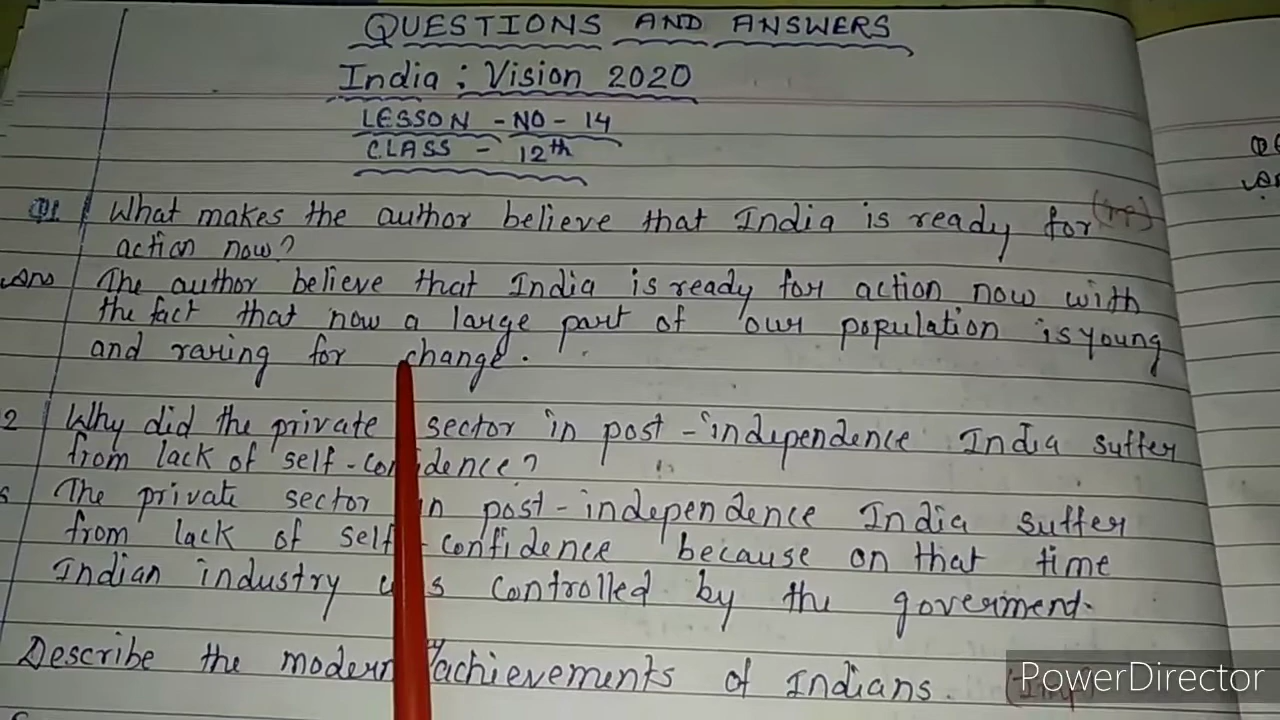 QUESTIONS AND ANSWERS
India : Vision 2020
LESSON - NO - 14
CLASS - 12th
Q1 What makes the author believe that India is ready for
action now?
Ans The author believe that India is ready for action now with
the fact that now a large part of our population is young
and raring for change.
2 Why did the private sector in post-independence India suffer
from lack of self-confidence?
s The private sector in post-independence India suffer
from lack of self-confidence because on that time
Indian industry controlled by the goverment.
Describe the modern achievements of Indians. (Imp)
PowerDirector